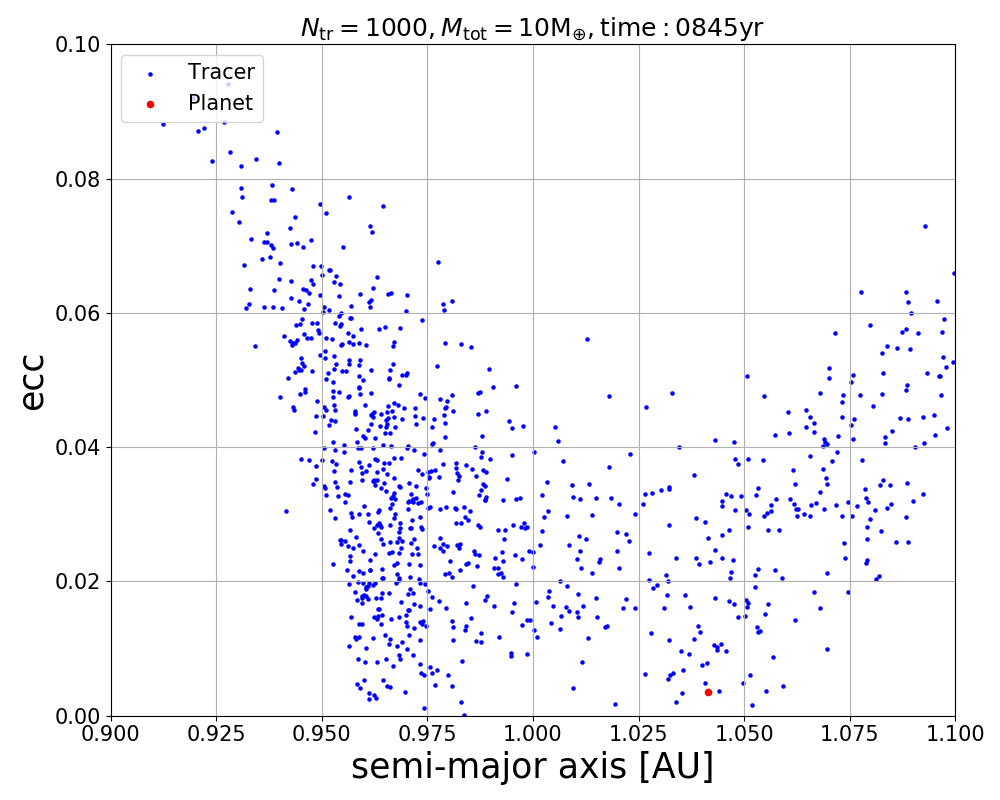 N_tr = 1000, M_tot = 10M_⊕, time : 0845yr
Tracer
Planet
0.10
0.08
0.06
0.04
0.02
0.00
ecc
0.900 0.925 0.950 0.975 1.000 1.025 1.050 1.075 1.100
semi-major axis [AU]